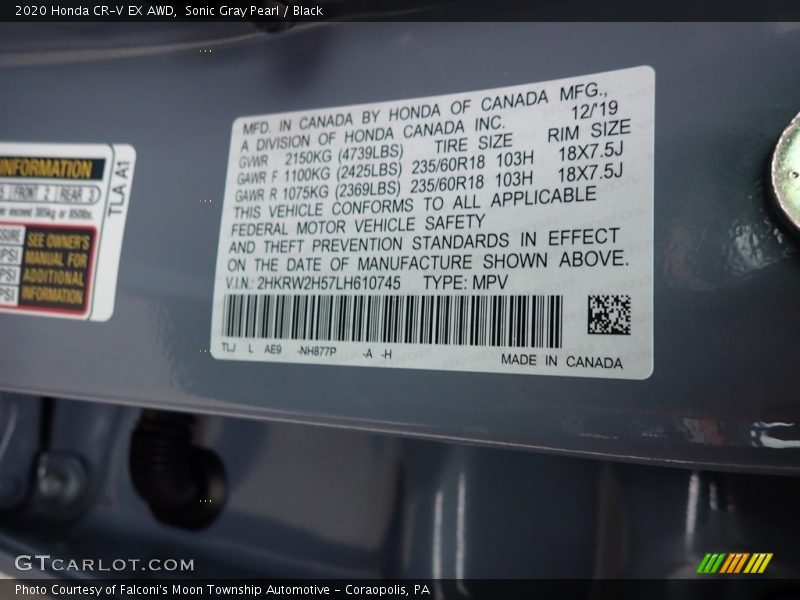 2020 Honda CR-V EX AWD, Sonic Gray Pearl / Black
MFD. IN CANADA BY HONDA OF CANADA MFG.,
A DIVISION OF HONDA CANADA INC. 12/'19
GVWR 2150KG (4739LBS) TIRE SIZE RIM SIZE
GAWR F 1100KG (2425LBS) 235/60R18 103H 18X7.5J
GAWR R 1075KG (2369LBS) 235/60R18 103H 18X7.5J
THIS VEHICLE CONFORMS TO ALL APPLICABLE
FEDERAL MOTOR VEHICLE SAFETY
AND THEFT PREVENTION STANDARDS IN EFFECT
ON THE DATE OF MANUFACTURE SHOWN ABOVE.
V.I.N.: 2HKRW2H57LH610745 TYPE: MPV
TLJ L AE9 -NH877P -A -H
MADE IN CANADA
INFORMATION
FRONT 2 REAR 3
TLA A1
SEE OWNER'S
MANUAL FOR
ADDITIONAL
INFORMATION
GTCARLOT.COM
Photo Courtesy of Falconi's Moon Township Automotive - Coraopolis, PA